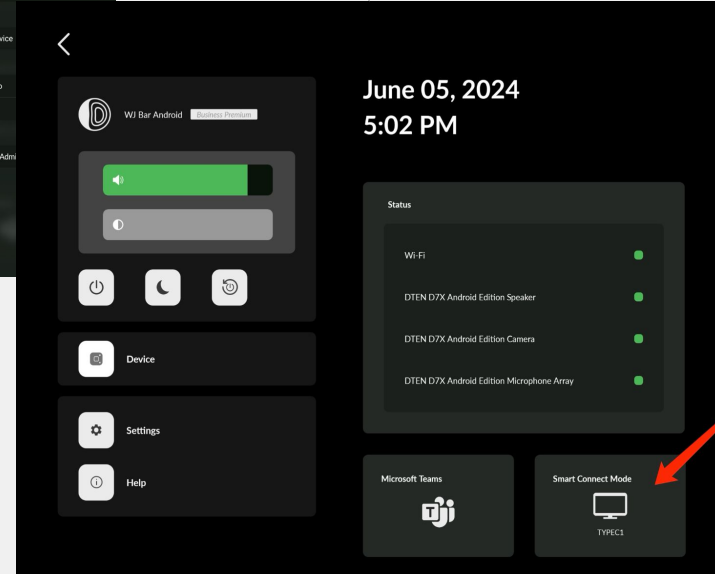 vice
Admi
WJ Bar Android
Business Premium
Device
Settings
Help
June 05, 2024
5:02 PM
Status
Wi-Fi
DTEN D7X Android Edition Speaker
DTEN D7X Android Edition Camera
DTEN D7X Android Edition Microphone Array
Microsoft Teams
T
Smart Connect Mode
TYPEC1